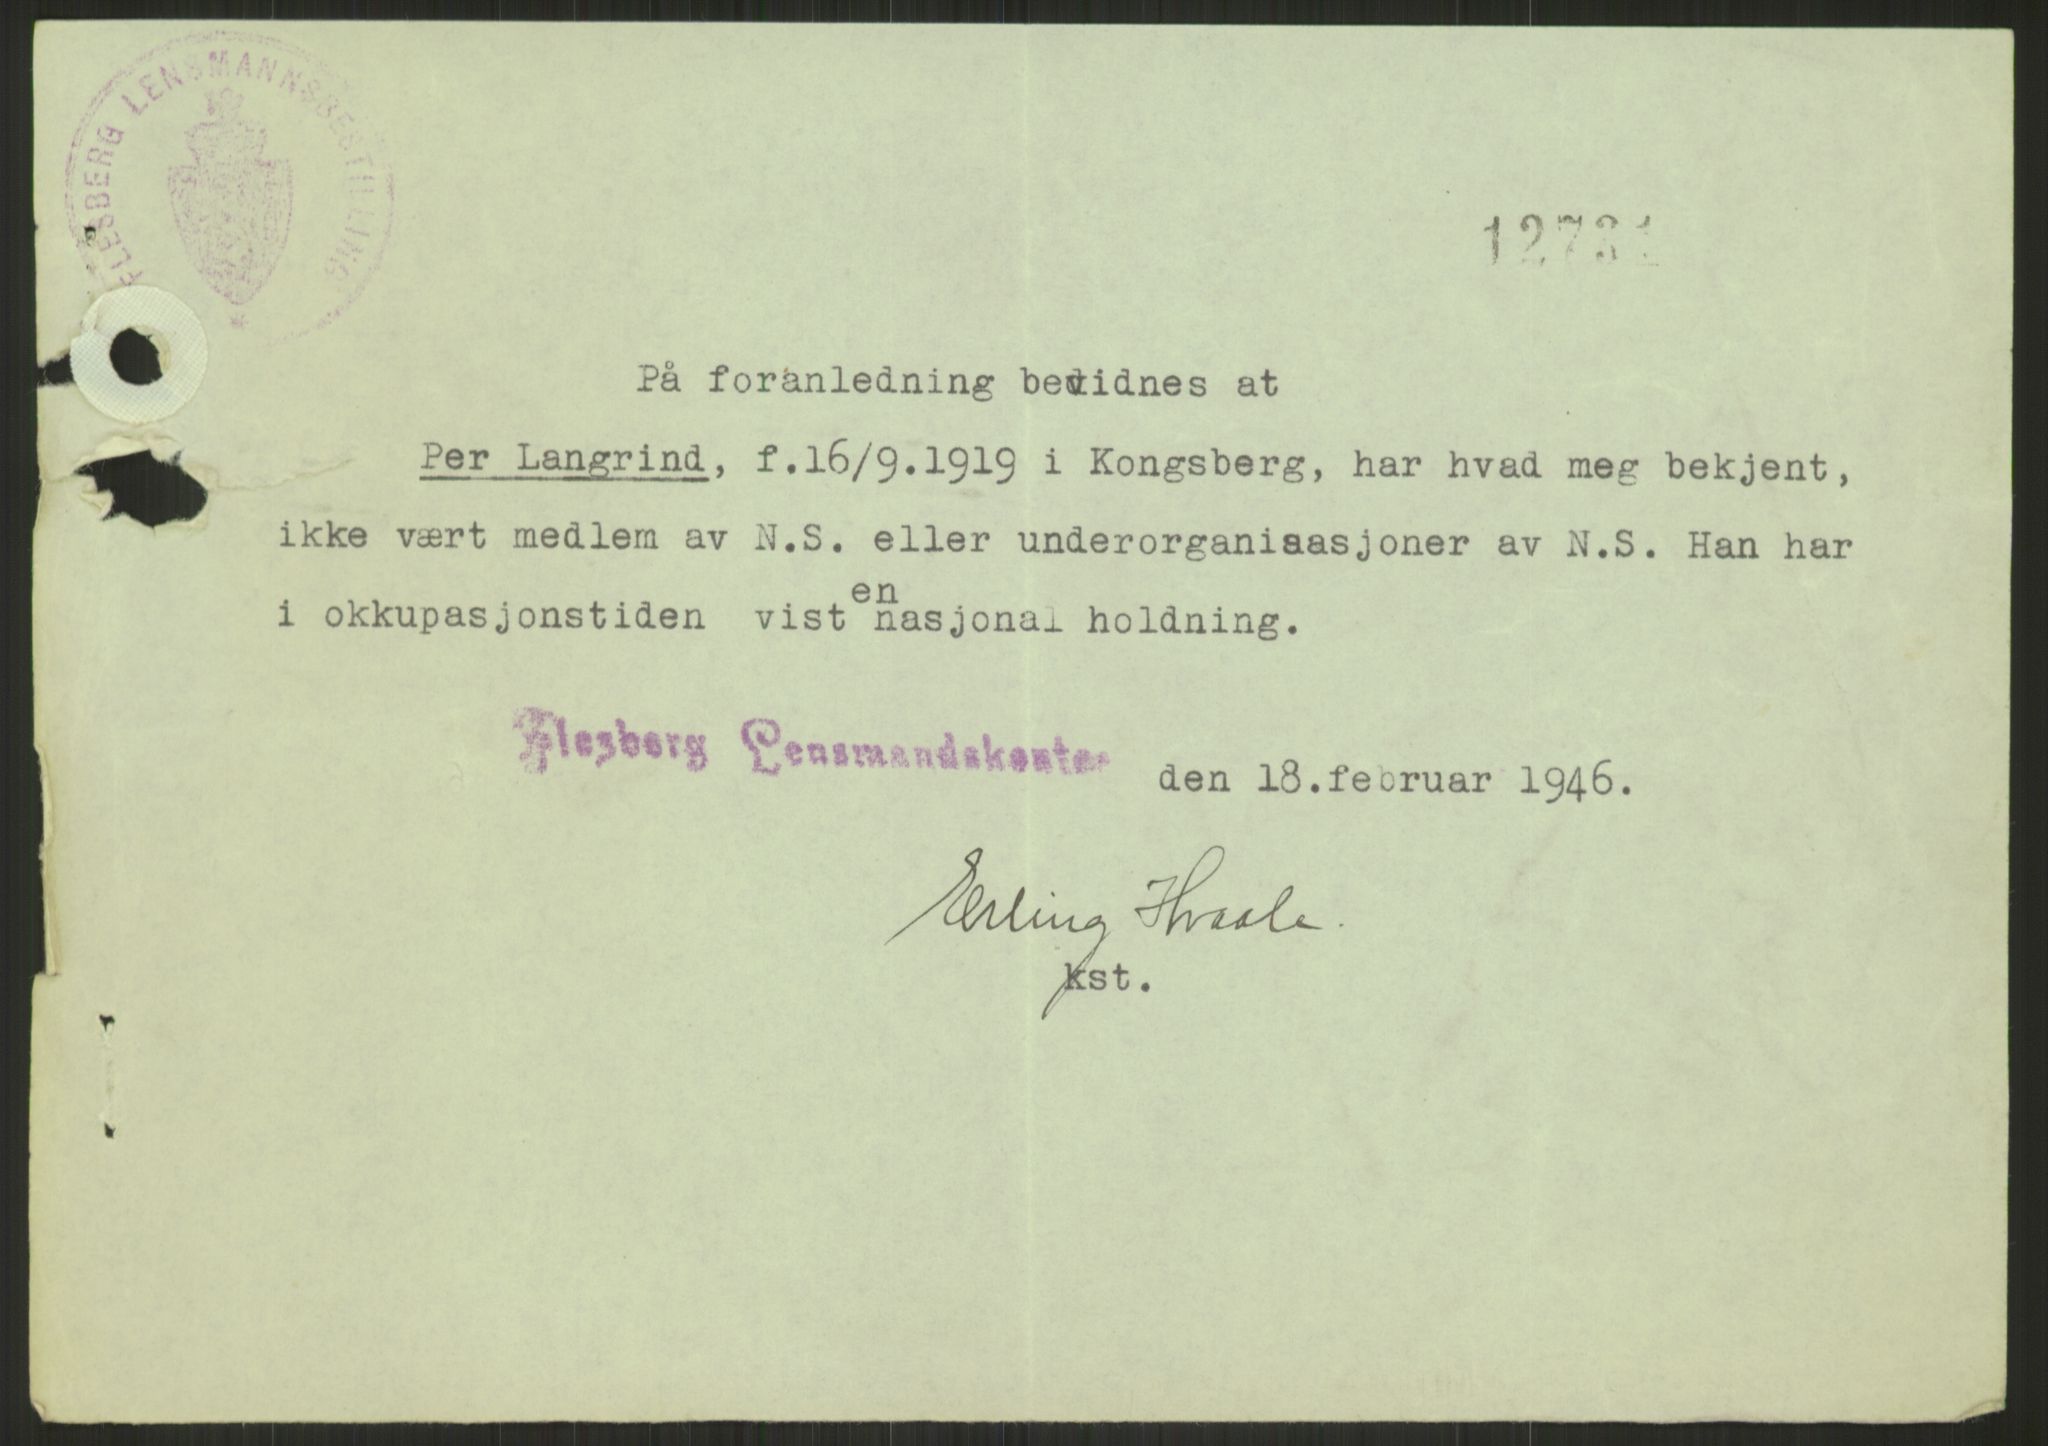 FLESBERG LENSMANNSBESTILLING
12731
På foranledning bevidnes at
Per Langrind, f.16/9.1919 i Kongsberg, har hvad meg bekjent,
ikke vært medlem av N.S. eller underorganisasjoner av N.S. Han har
i okkupasjonstiden vist en nasjonal holdning.
Flesberg Lensmandskontor den 18.februar 1946.
Erling Hvaale.
kst.